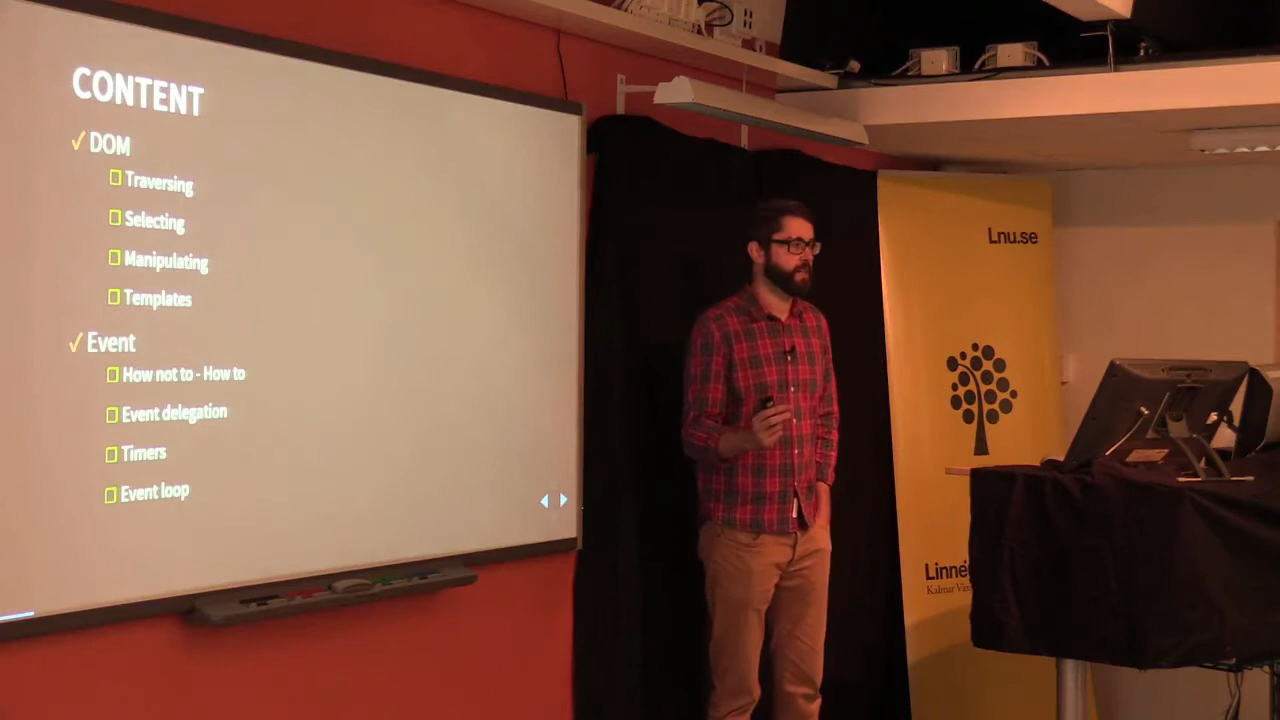 CONTENT
✓ DOM
Traversing
Selecting
Manipulating
Templates
✓ Event
How not to - How to
Event delegation
Timers
Event loop
Lnu.se
Kalmar